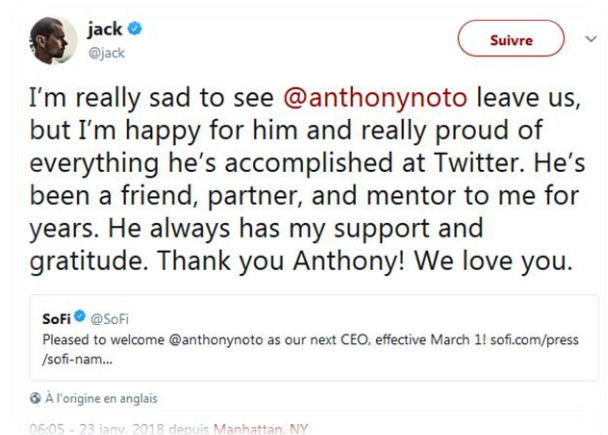 jack
@jack
Suivre
I’m really sad to see @anthonynoto leave us,
but I’m happy for him and really proud of
everything he’s accomplished at Twitter. He’s
been a friend, partner, and mentor to me for
years. He always has my support and
gratitude. Thank you Anthony! We love you.
SoFi @SoFi
Pleased to welcome @anthonynoto as our next CEO, effective March 1! sofi.com/press
/sofi-nam...
À l'origine en anglais
06:05 - 23 janv. 2018 depuis Manhattan, NY